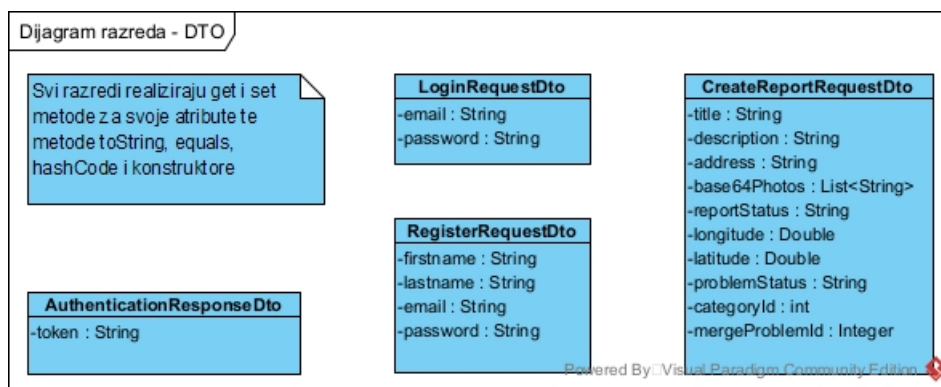 Dijagram razreda - DTO
Svi razredi realiziraju get i set
metode za svoje atribute te
metode toString, equals,
hashCode i konstruktore
AuthenticationResponseDto
-token : String
LoginRequestDto
-email : String
-password : String
RegisterRequestDto
-firstname : String
-lastname : String
-email : String
-password : String
CreateReportRequestDto
-title : String
-description : String
-address : String
-base64Photos : List<String>
-reportStatus : String
-longitude : Double
-latitude : Double
-problemStatus : String
-categoryId : int
-mergeProblemId : Integer
Powered By Visual Paradigm Community Edition